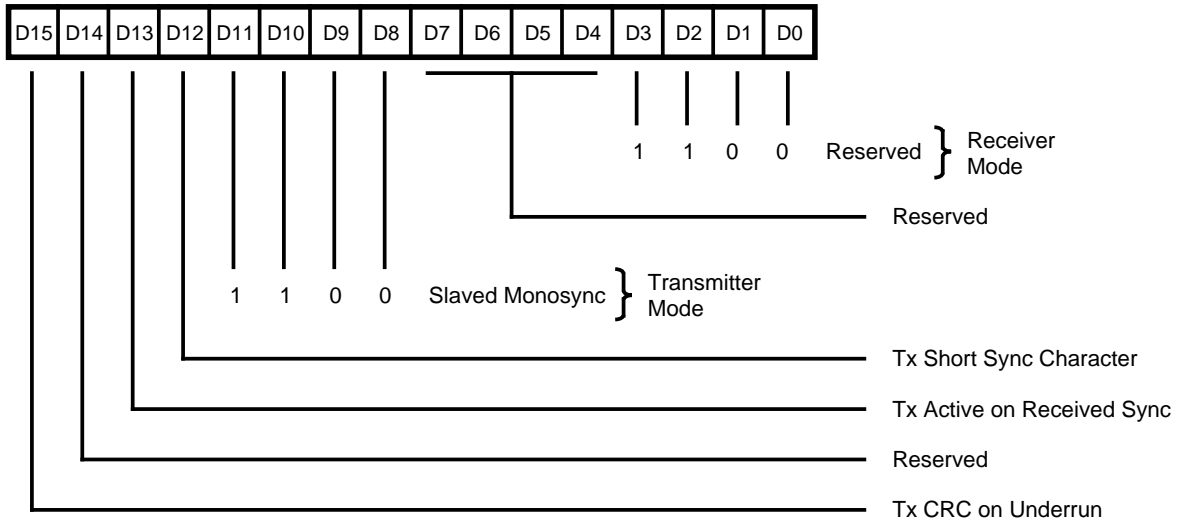 D15 D14 D13 D12 D11 D10 D9 D8 D7 D6 D5 D4 D3 D2 D1 D0
1 1 0 0 Reserved } Receiver
Mode
Reserved
1 1 0 0 Slaved Monosync } Transmitter
Mode
Tx Short Sync Character
Tx Active on Received Sync
Reserved
Tx CRC on Underrun